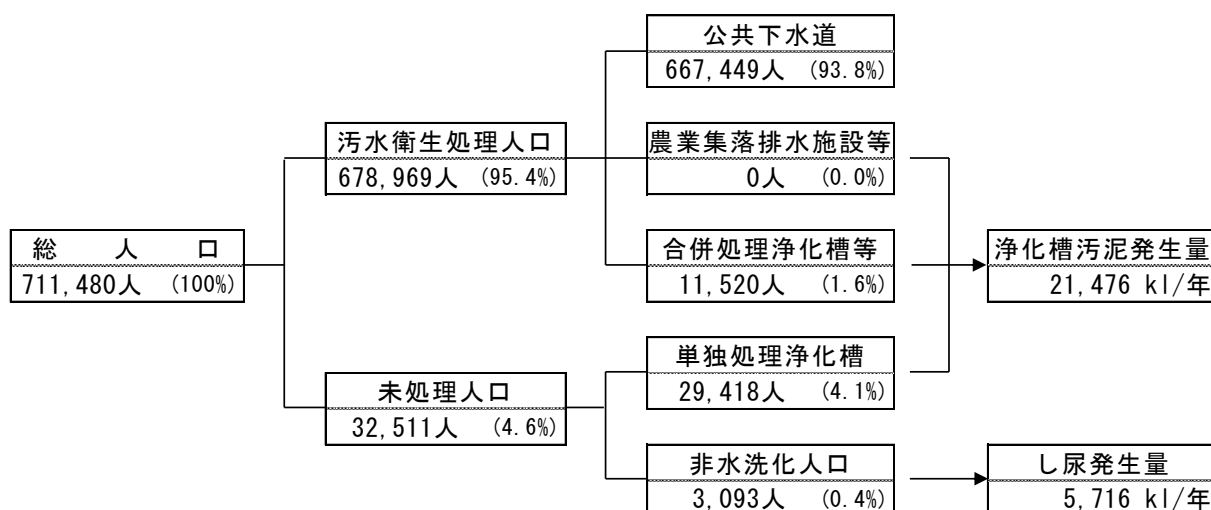 公共下水道
667,449人 (93.8%)
汚水衛生処理人口
678,969人 (95.4%)
農業集落排水施設等
0人 (0.0%)
総人口
711,480人 (100%)
合併処理浄化槽等
11,520人 (1.6%)
浄化槽汚泥発生量
21,476 kl/年
未処理人口
32,511人 (4.6%)
単独処理浄化槽
29,418人 (4.1%)
非水洗化人口
3,093人 (0.4%)
し尿発生量
5,716 kl/年